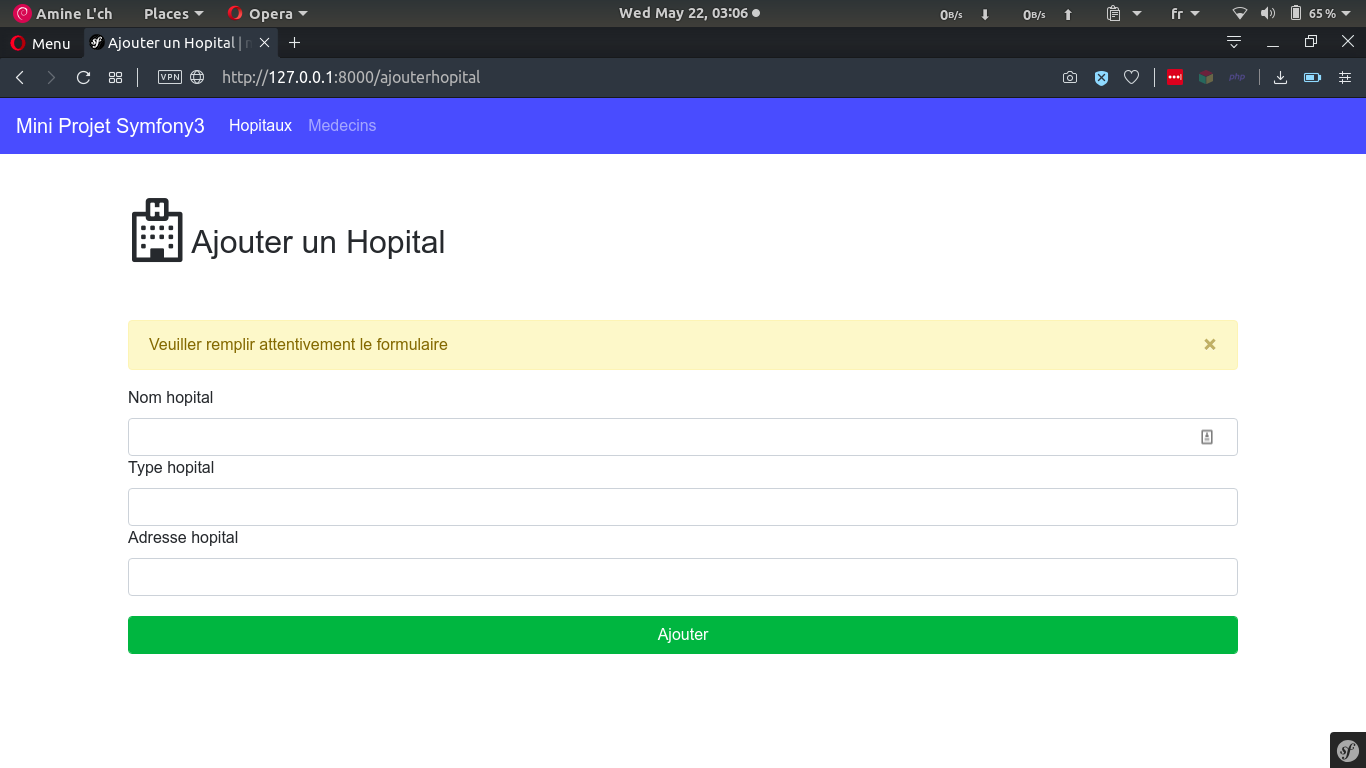 Amine L'ch Places Opera Wed May 22, 03:06 0B/s 0B/s fr 65 %
Menu Ajouter un Hopital |
VPN http://127.0.0.1:8000/ajouterhopital php
Mini Projet Symfony3 Hopitaux Medecins
H
Ajouter un Hopital
Veuiller remplir attentivement le formulaire ×
Nom hopital
Type hopital
Adresse hopital
Ajouter
sf